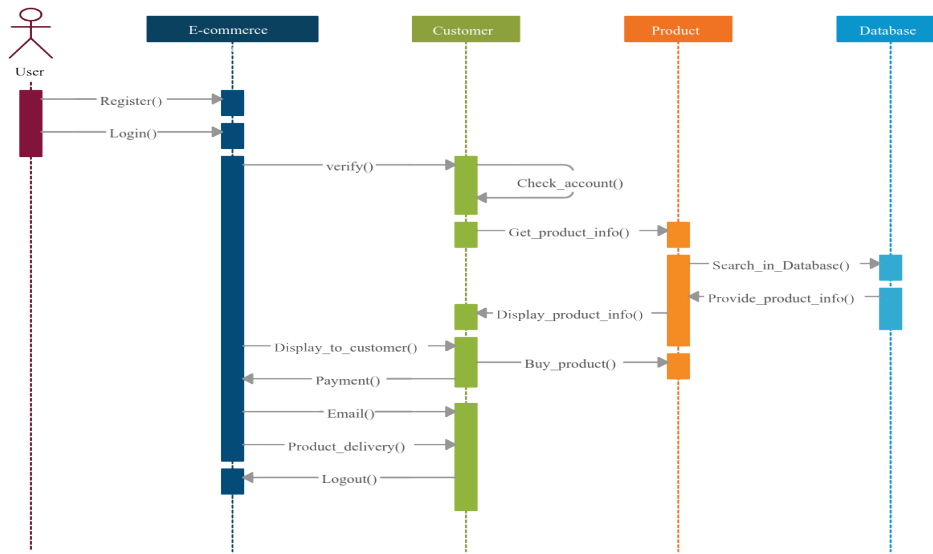 E-commerce
Customer
Product
Database
User
Register()
Login()
verify()
Check_account()
Get_product_info()
Search_in_Database()
Provide_product_info()
Display_product_info()
Display_to_customer()
Buy_product()
Payment()
Email()
Product_delivery()
Logout()